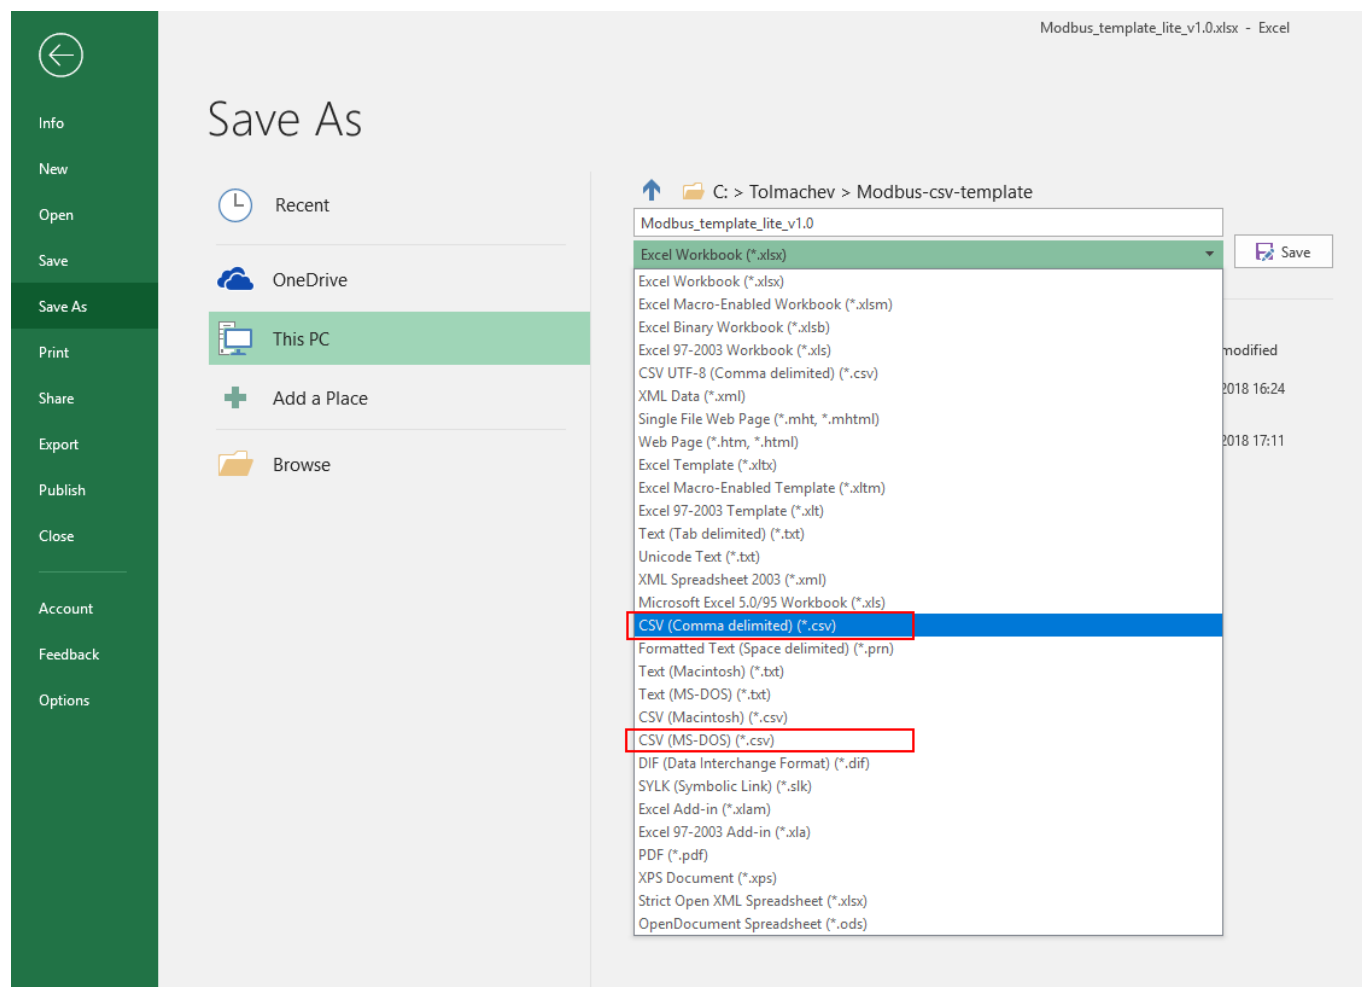 Modbus_template_lite_v1.0.xlsx - Excel
Info
New
Open
Save
Save As
Print
Share
Export
Publish
Close
Account
Feedback
Options
Save As
Recent
OneDrive
This PC
Add a Place
Browse
C: > Tolmachev > Modbus-csv-template
Modbus_template_lite_v1.0
Excel Workbook (*.xlsx)
Save
Excel Workbook (*.xlsx)
Excel Macro-Enabled Workbook (*.xlsm)
Excel Binary Workbook (*.xlsb)
Excel 97-2003 Workbook (*.xls)
CSV UTF-8 (Comma delimited) (*.csv)
XML Data (*.xml)
Single File Web Page (*.mht, *.mhtml)
Web Page (*.htm, *.html)
Excel Template (*.xltx)
Excel Macro-Enabled Template (*.xltm)
Excel 97-2003 Template (*.xlt)
Text (Tab delimited) (*.txt)
Unicode Text (*.txt)
XML Spreadsheet 2003 (*.xml)
Microsoft Excel 5.0/95 Workbook (*.xls)
CSV (Comma delimited) (*.csv)
Formatted Text (Space delimited) (*.prn)
Text (Macintosh) (*.txt)
Text (MS-DOS) (*.txt)
CSV (Macintosh) (*.csv)
CSV (MS-DOS) (*.csv)
DIF (Data Interchange Format) (*.dif)
SYLK (Symbolic Link) (*.slk)
Excel Add-in (*.xlam)
Excel 97-2003 Add-in (*.xla)
PDF (*.pdf)
XPS Document (*.xps)
Strict Open XML Spreadsheet (*.xlsx)
OpenDocument Spreadsheet (*.ods)
modified
2018 16:24
2018 17:11